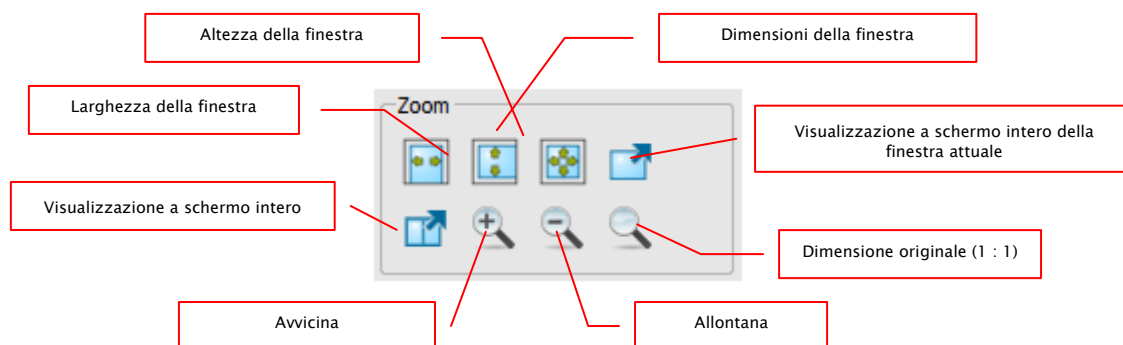 Altezza della finestra
Dimensioni della finestra
Larghezza della finestra
Zoom
Visualizzazione a schermo intero della
finestra attuale
Visualizzazione a schermo intero
Dimensione originale (1 : 1)
Avvicina
Allontana